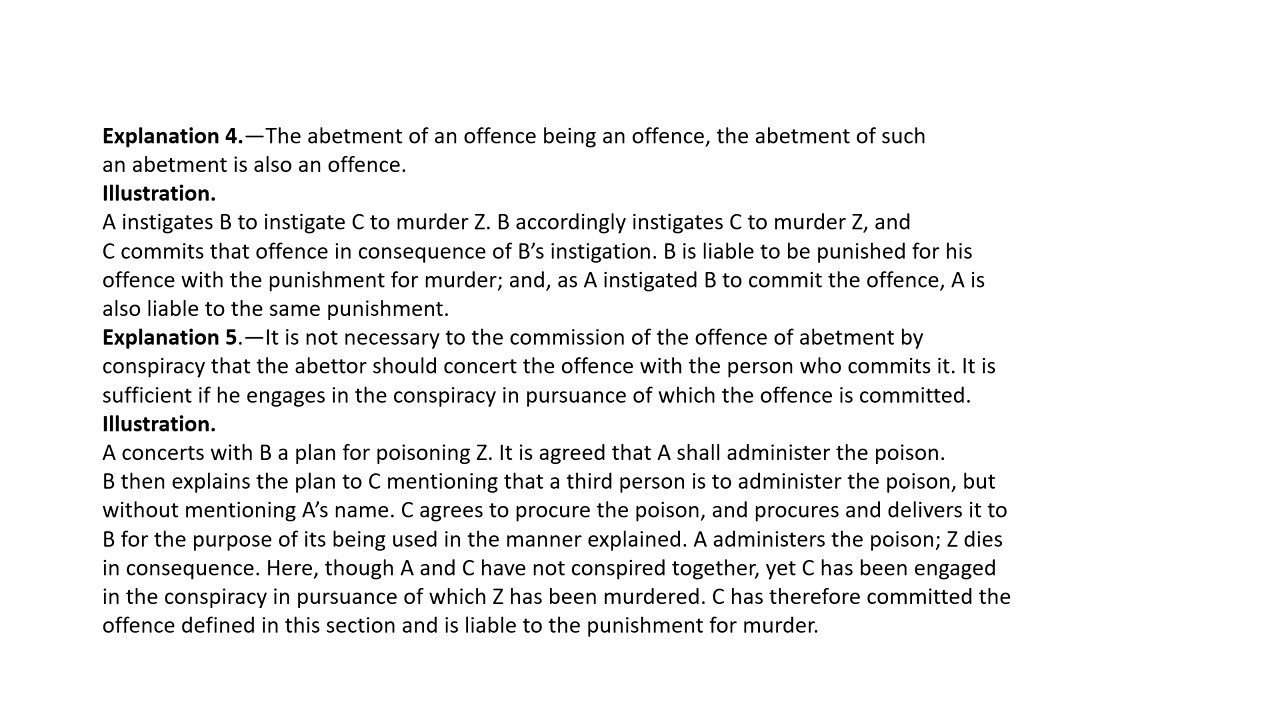 Explanation 4.—The abetment of an offence being an offence, the abetment of such
an abetment is also an offence.
Illustration.
A instigates B to instigate C to murder Z. B accordingly instigates C to murder Z, and
C commits that offence in consequence of B’s instigation. B is liable to be punished for his
offence with the punishment for murder; and, as A instigated B to commit the offence, A is
also liable to the same punishment.
Explanation 5.—It is not necessary to the commission of the offence of abetment by
conspiracy that the abettor should concert the offence with the person who commits it. It is
sufficient if he engages in the conspiracy in pursuance of which the offence is committed.
Illustration.
A concerts with B a plan for poisoning Z. It is agreed that A shall administer the poison.
B then explains the plan to C mentioning that a third person is to administer the poison, but
without mentioning A’s name. C agrees to procure the poison, and procures and delivers it to
B for the purpose of its being used in the manner explained. A administers the poison; Z dies
in consequence. Here, though A and C have not conspired together, yet C has been engaged
in the conspiracy in pursuance of which Z has been murdered. C has therefore committed the
offence defined in this section and is liable to the punishment for murder.